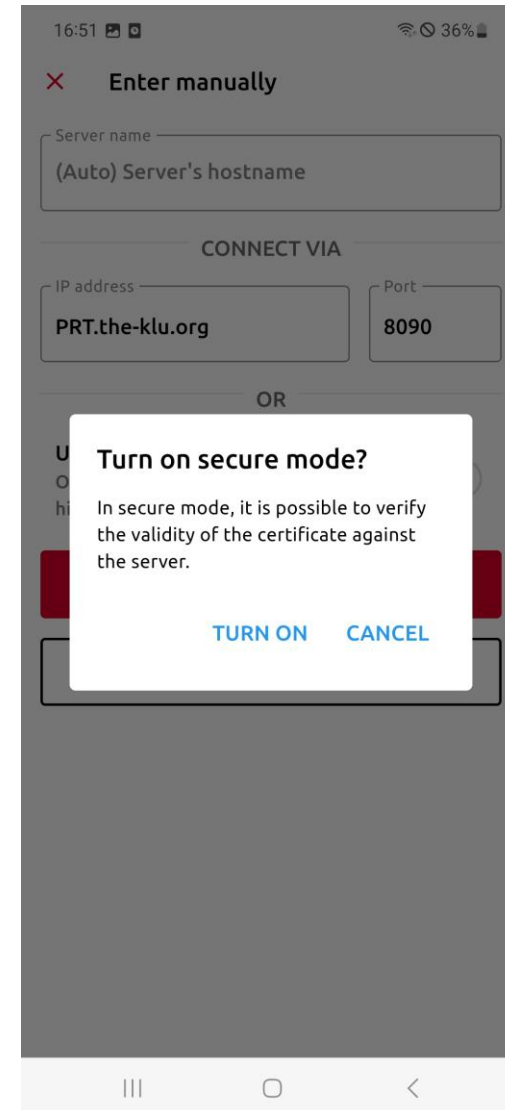 16:51 36%
Enter manually
Server name
(Auto) Server's hostname
CONNECT VIA
IP address Port
PRT.the-klu.org 8090
OR
U
O
hi
Turn on secure mode?
In secure mode, it is possible to verify
the validity of the certificate against
the server.
TURN ON CANCEL